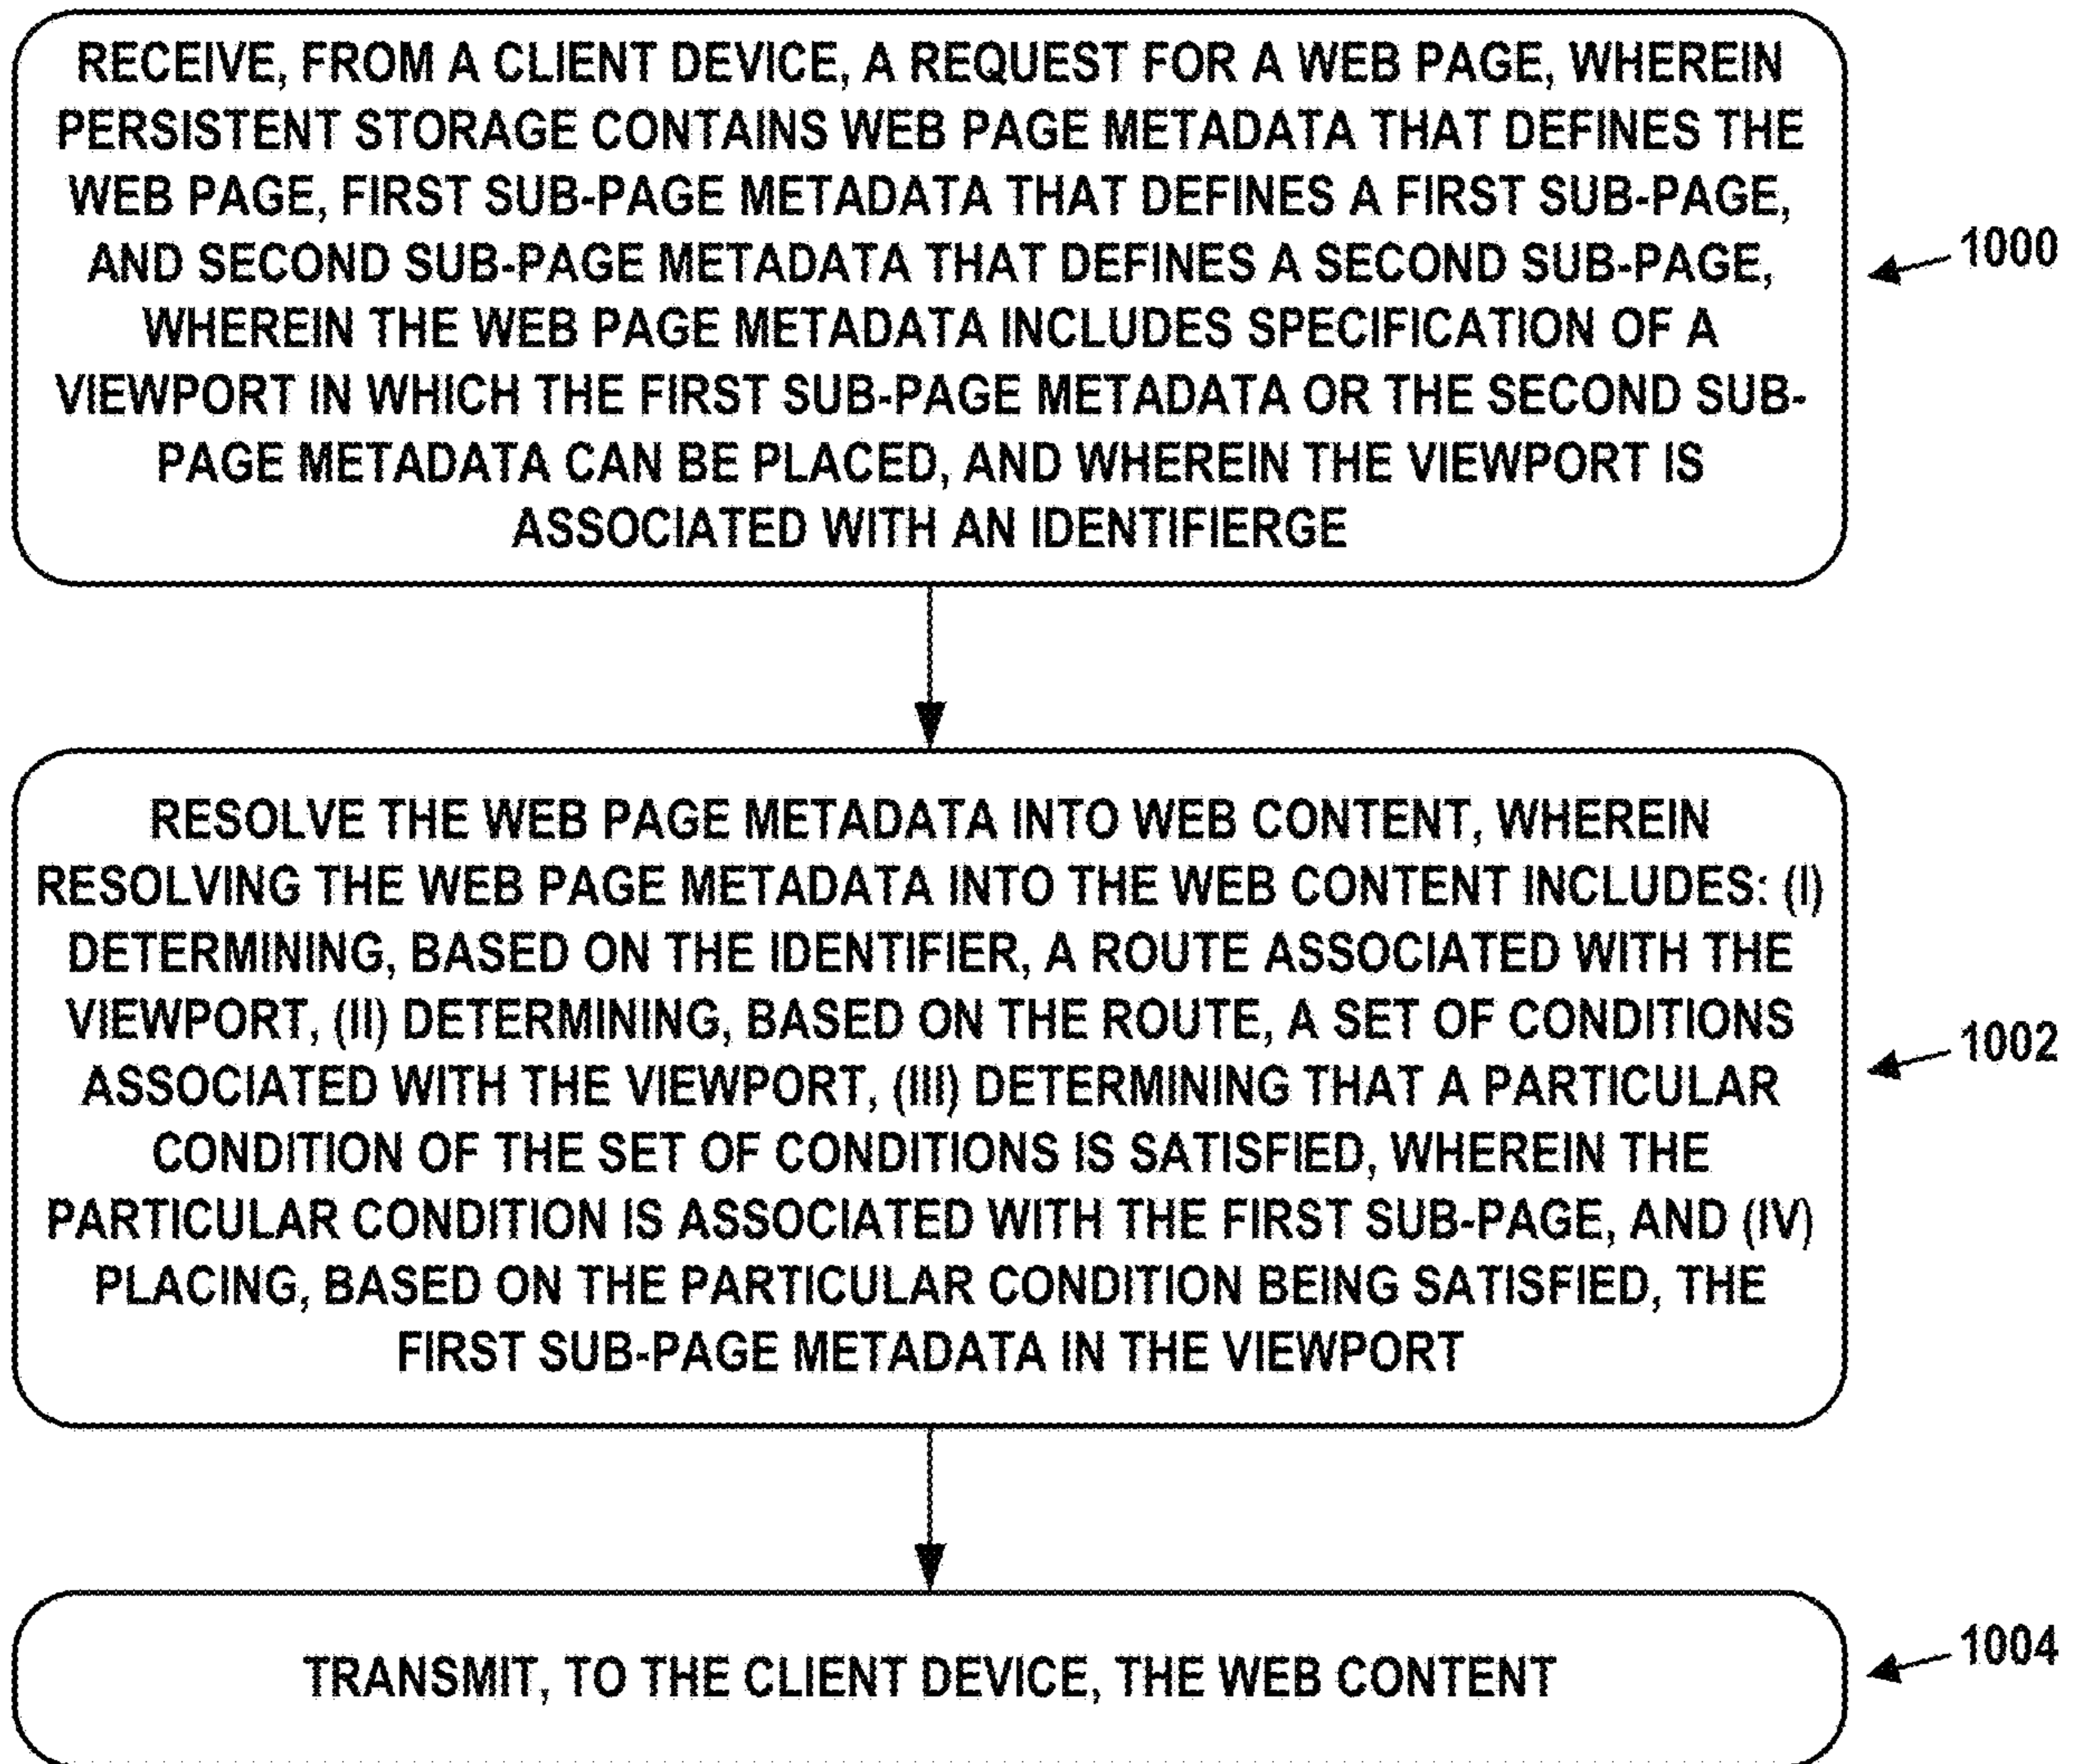 RECEIVE, FROM A CLIENT DEVICE, A REQUEST FOR A WEB PAGE, WHEREIN
PERSISTENT STORAGE CONTAINS WEB PAGE METADATA THAT DEFINES THE
WEB PAGE, FIRST SUB-PAGE METADATA THAT DEFINES A FIRST SUB-PAGE,
AND SECOND SUB-PAGE METADATA THAT DEFINES A SECOND SUB-PAGE,
WHEREIN THE WEB PAGE METADATA INCLUDES SPECIFICATION OF A
VIEWPORT IN WHICH THE FIRST SUB-PAGE METADATA OR THE SECOND SUB-
PAGE METADATA CAN BE PLACED, AND WHEREIN THE VIEWPORT IS
ASSOCIATED WITH AN IDENTIFIERGE
1000
RESOLVE THE WEB PAGE METADATA INTO WEB CONTENT, WHEREIN
RESOLVING THE WEB PAGE METADATA INTO THE WEB CONTENT INCLUDES: (I)
DETERMINING, BASED ON THE IDENTIFIER, A ROUTE ASSOCIATED WITH THE
VIEWPORT, (II) DETERMINING, BASED ON THE ROUTE, A SET OF CONDITIONS
ASSOCIATED WITH THE VIEWPORT, (III) DETERMINING THAT A PARTICULAR
CONDITION OF THE SET OF CONDITIONS IS SATISFIED, WHEREIN THE
PARTICULAR CONDITION IS ASSOCIATED WITH THE FIRST SUB-PAGE, AND (IV)
PLACING, BASED ON THE PARTICULAR CONDITION BEING SATISFIED, THE
FIRST SUB-PAGE METADATA IN THE VIEWPORT
1002
TRANSMIT, TO THE CLIENT DEVICE, THE WEB CONTENT
1004